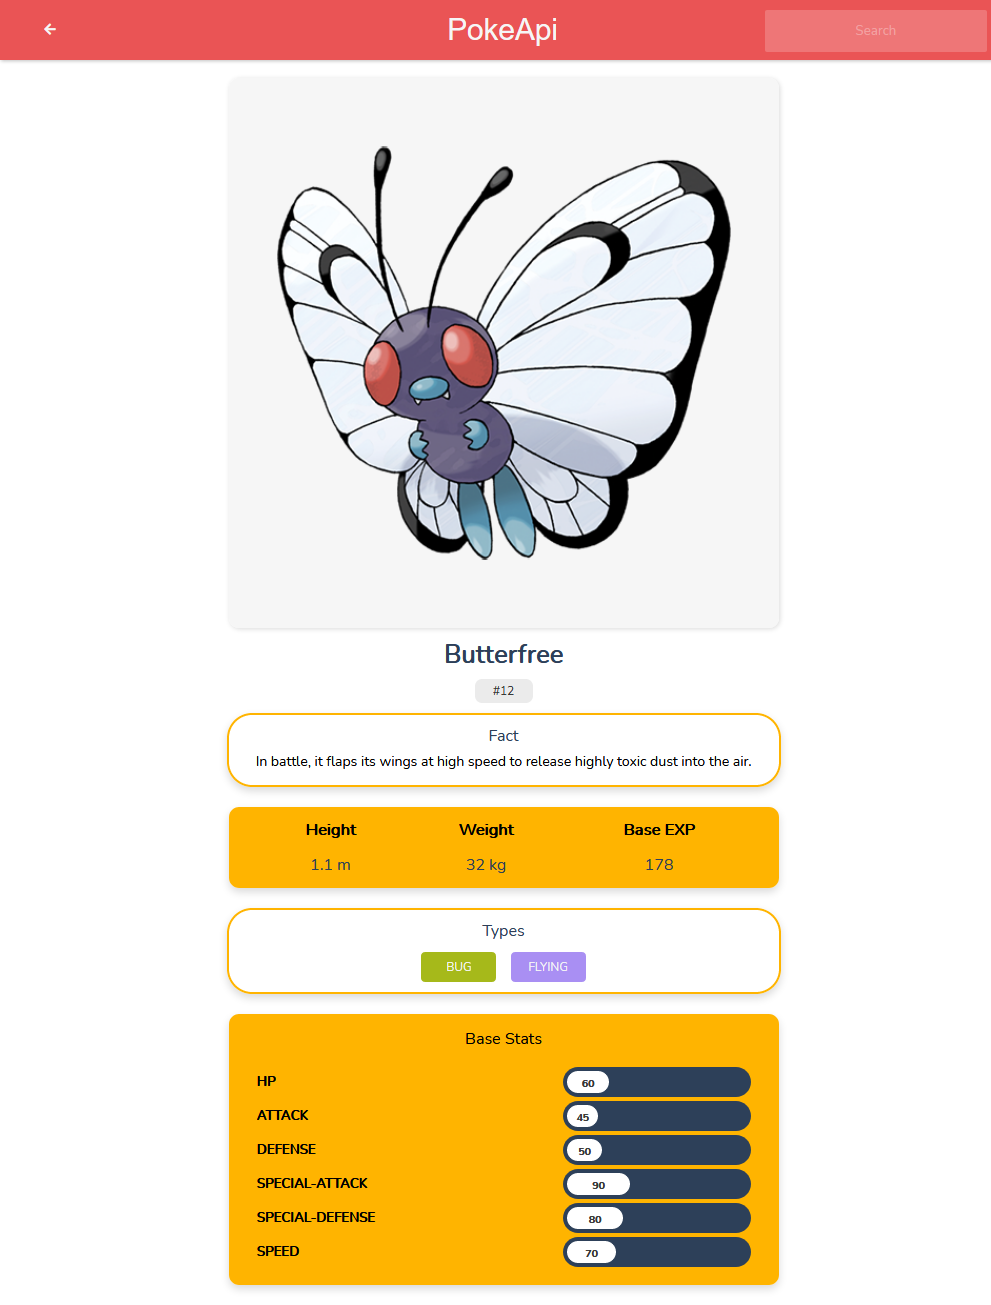 PokeApi
Search
Butterfree
#12
Fact
In battle, it flaps its wings at high speed to release highly toxic dust into the air.
Height Weight Base EXP
1.1 m 32 kg 178
Types
BUG FLYING
Base Stats
HP 60
ATTACK 45
DEFENSE 50
SPECIAL-ATTACK 90
SPECIAL-DEFENSE 80
SPEED 70